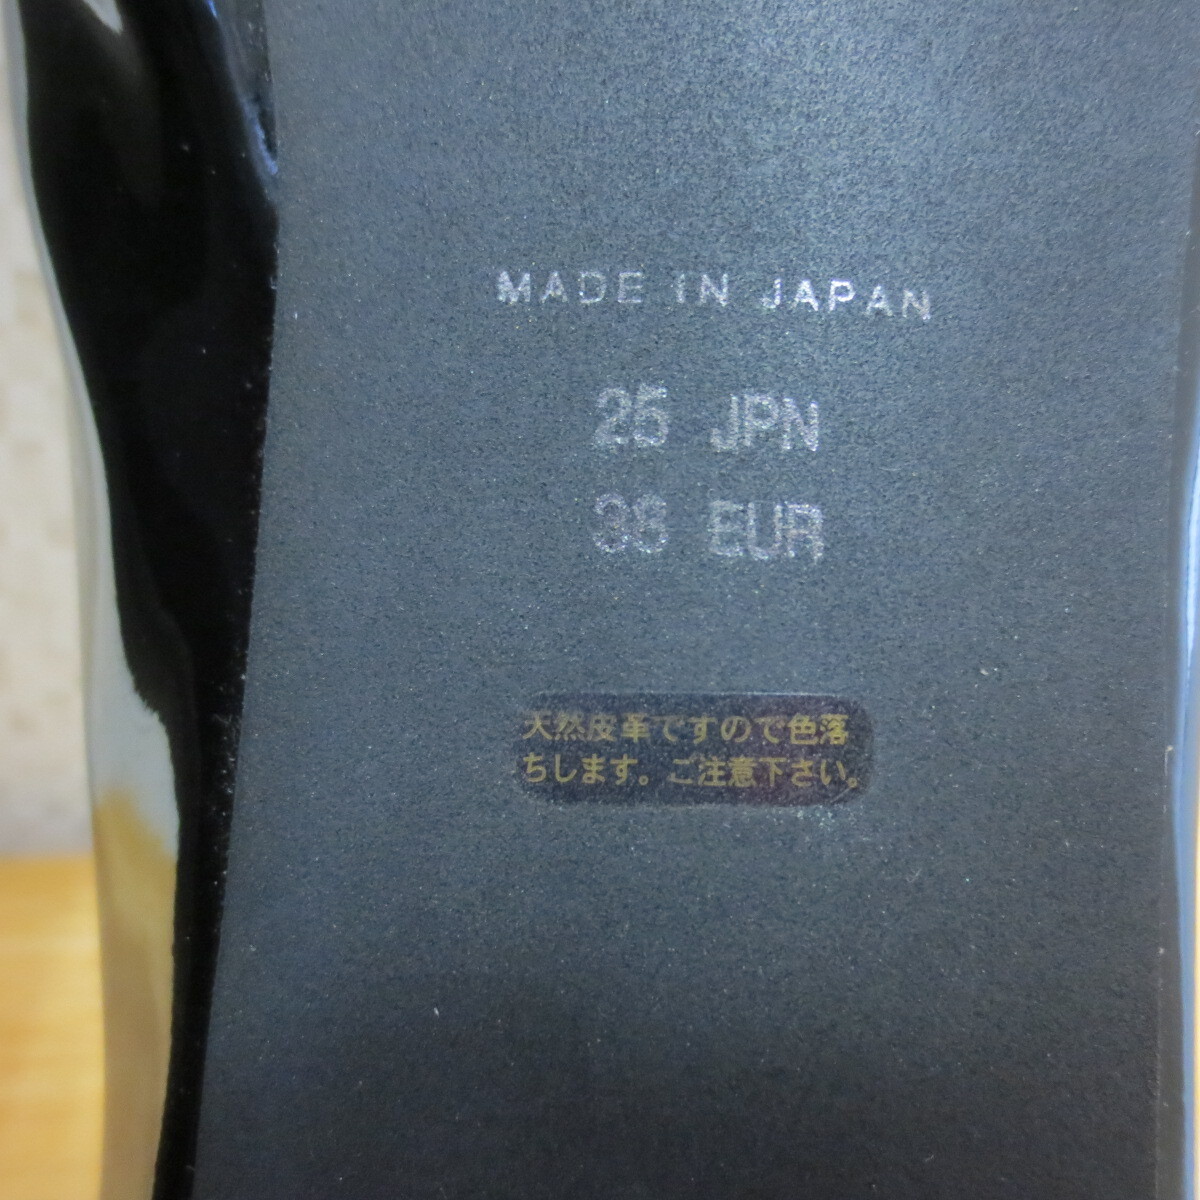 MADE IN JAPAN
25 JPN
38 EUR
天然皮革ですので色落
ちします。ご注意下さい。